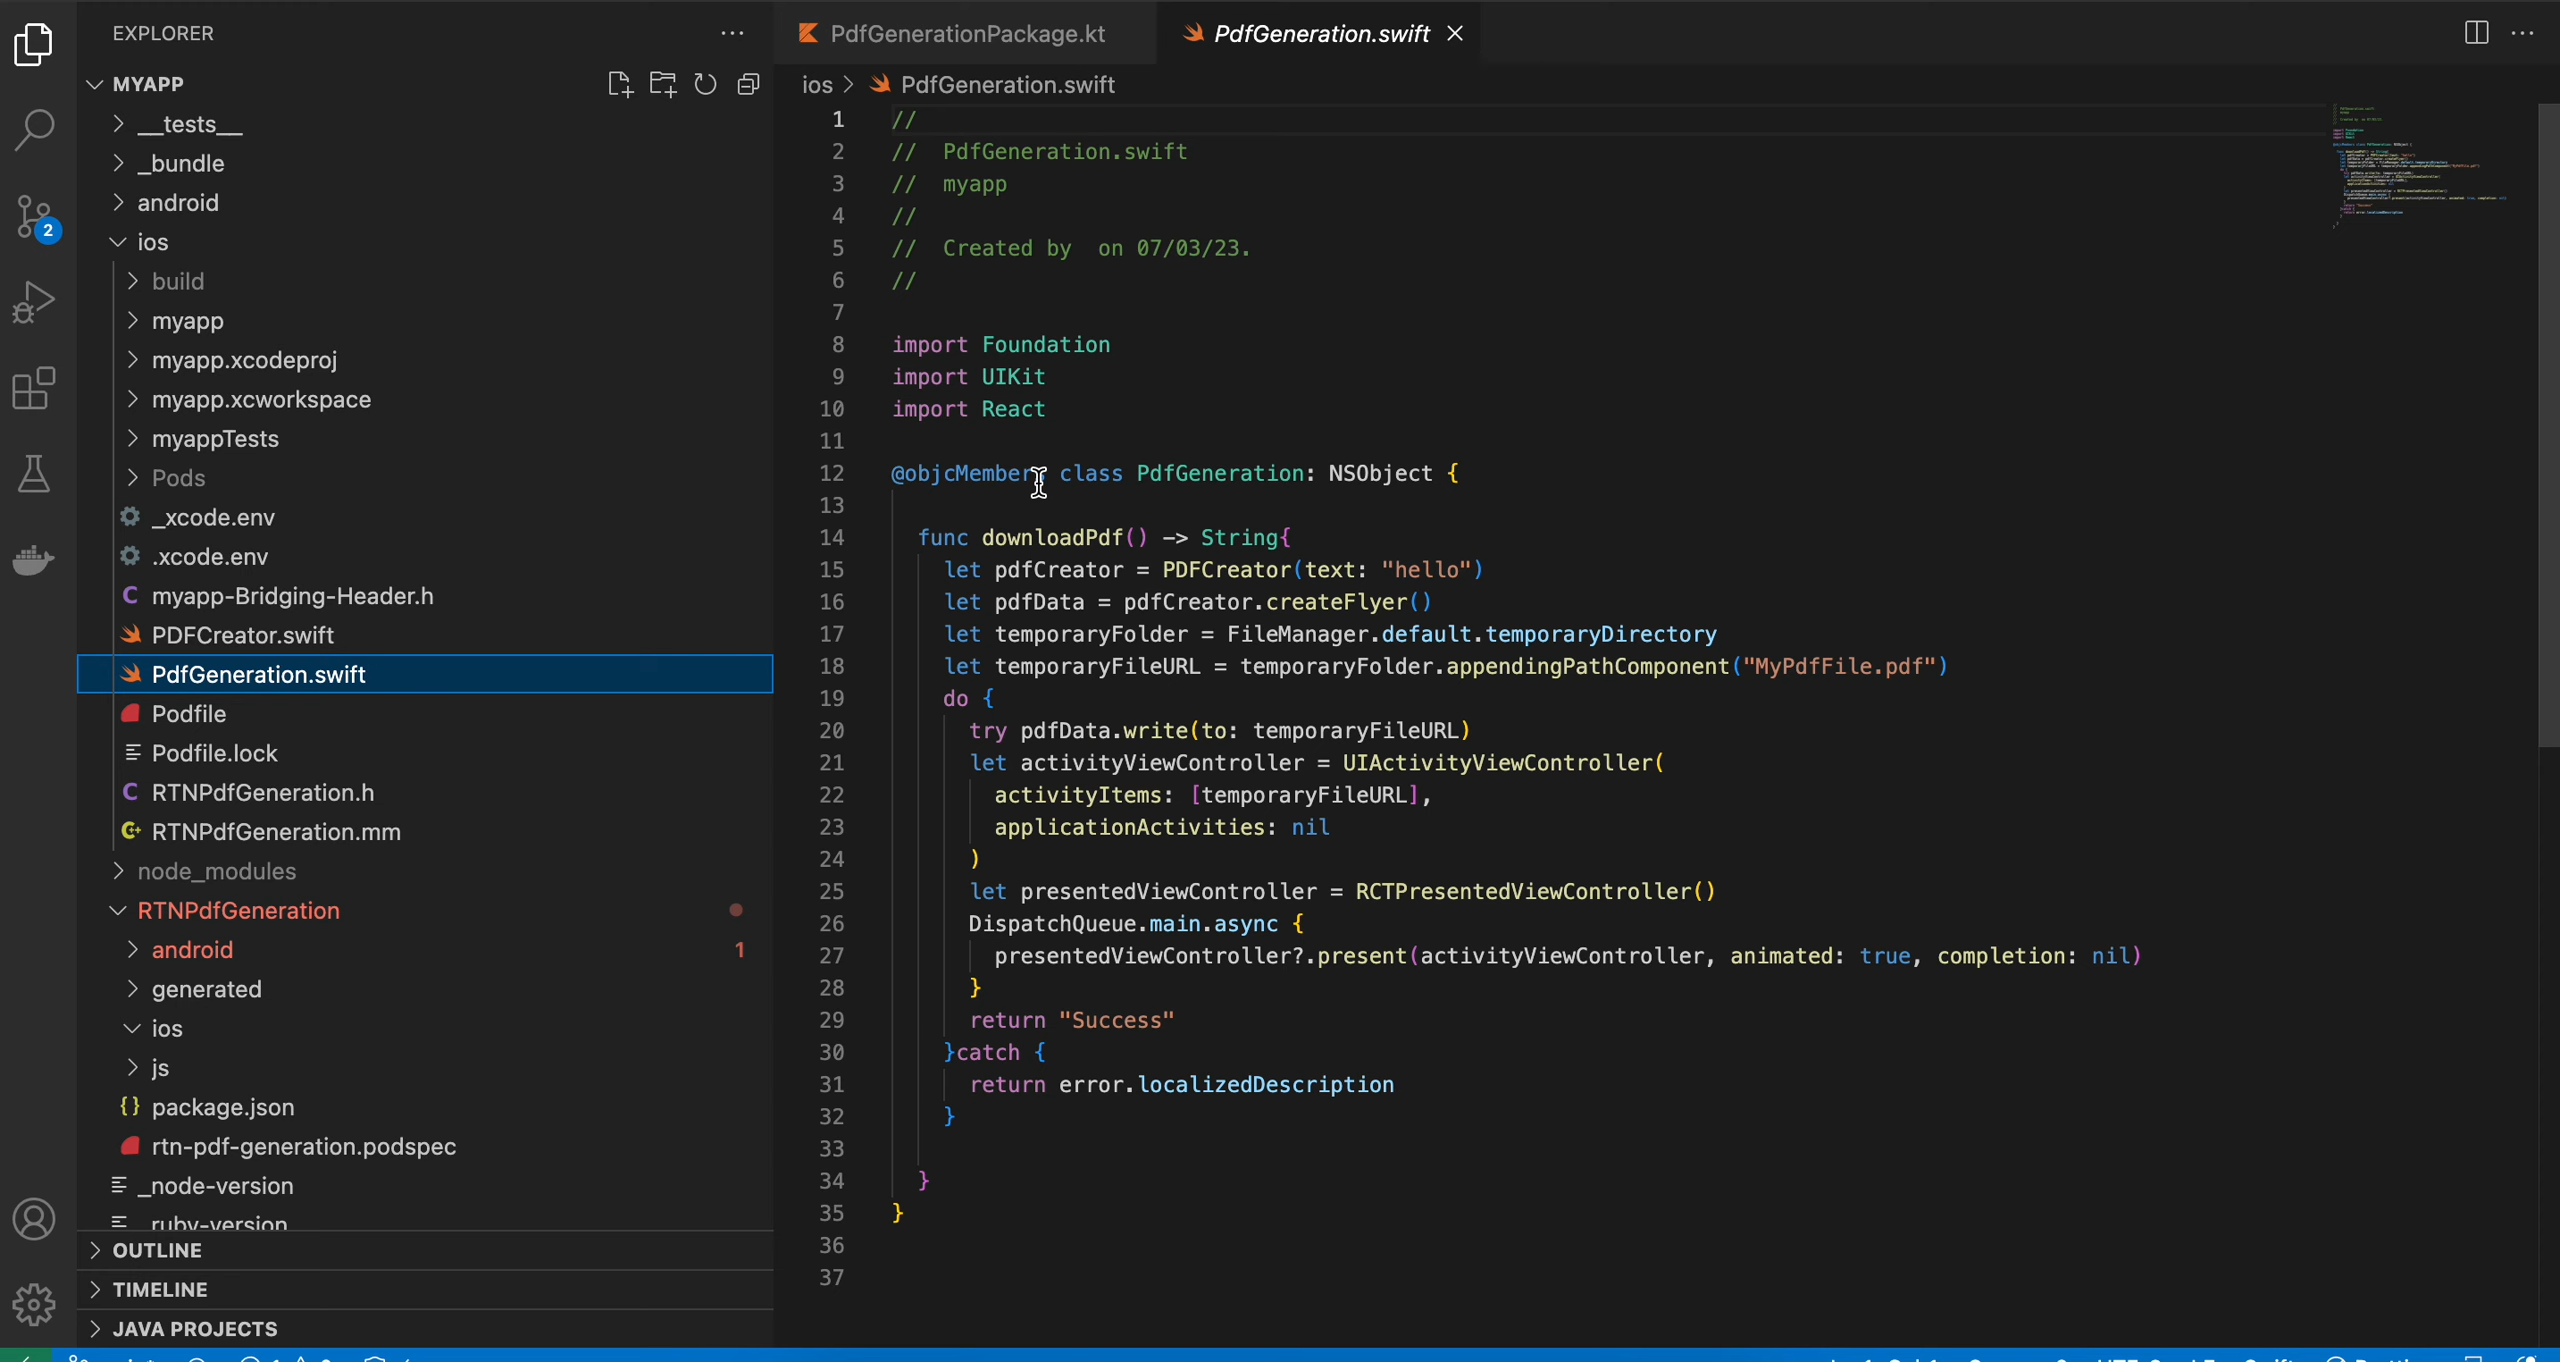 EXPLORER
MYAPP
__tests__
_bundle
android
ios
build
myapp
myapp.xcodeproj
myapp.xcworkspace
myappTests
Pods
_xcode.env
.xcode.env
myapp-Bridging-Header.h
PDFCreator.swift
PdfGeneration.swift
Podfile
Podfile.lock
RTNPdfGeneration.h
RTNPdfGeneration.mm
node_modules
RTNPdfGeneration
android 1
generated
ios
js
package.json
rtn-pdf-generation.podspec
_node-version
ruby-version
OUTLINE
TIMELINE
JAVA PROJECTS
2
PdfGenerationPackage.kt PdfGeneration.swift
ios > PdfGeneration.swift
1 //
2 // PdfGeneration.swift
3 // myapp
4 //
5 // Created by  on 07/03/23.
6 //
7
8 import Foundation
9 import UIKit
10 import React
11
12 @objcMembers class PdfGeneration: NSObject {
13
14 func downloadPdf() -> String{
15 let pdfCreator = PDFCreator(text: "hello")
16 let pdfData = pdfCreator.createFlyer()
17 let temporaryFolder = FileManager.default.temporaryDirectory
18 let temporaryFileURL = temporaryFolder.appendingPathComponent("MyPdfFile.pdf")
19 do {
20 try pdfData.write(to: temporaryFileURL)
21 let activityViewController = UIActivityViewController(
22 activityItems: [temporaryFileURL],
23 applicationActivities: nil
24 )
25 let presentedViewController = RCTPresentedViewController()
26 DispatchQueue.main.async {
27 presentedViewController?.present(activityViewController, animated: true, completion: nil)
28 }
29 return "Success"
30 }catch {
31 return error.localizedDescription
32 }
33
34 }
35 }
36
37